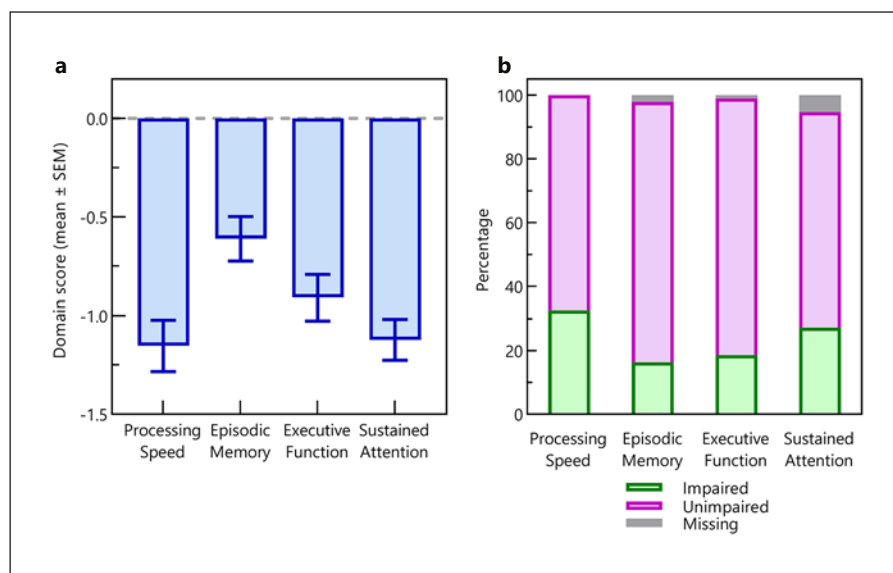 a
Domain score (mean ± SEM)
0.0
-0.5
-1.0
-1.5
Processing Speed
Episodic Memory
Executive Function
Sustained Attention
b
Percentage
100
80
60
40
20
0
Processing Speed
Episodic Memory
Executive Function
Sustained Attention
Impaired
Unimpaired
Missing